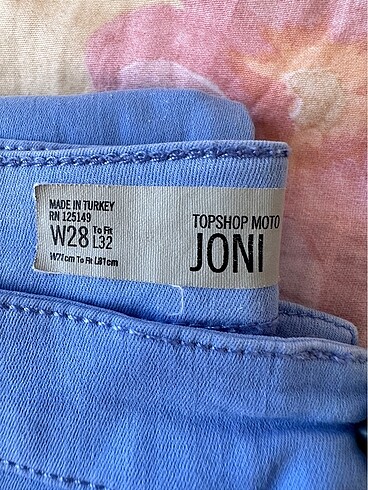 MADE IN TURKEY
RN 125149
W28 To Fit L32
W71cm To Fit L81cm
TOPSHOP MOTO
JONI